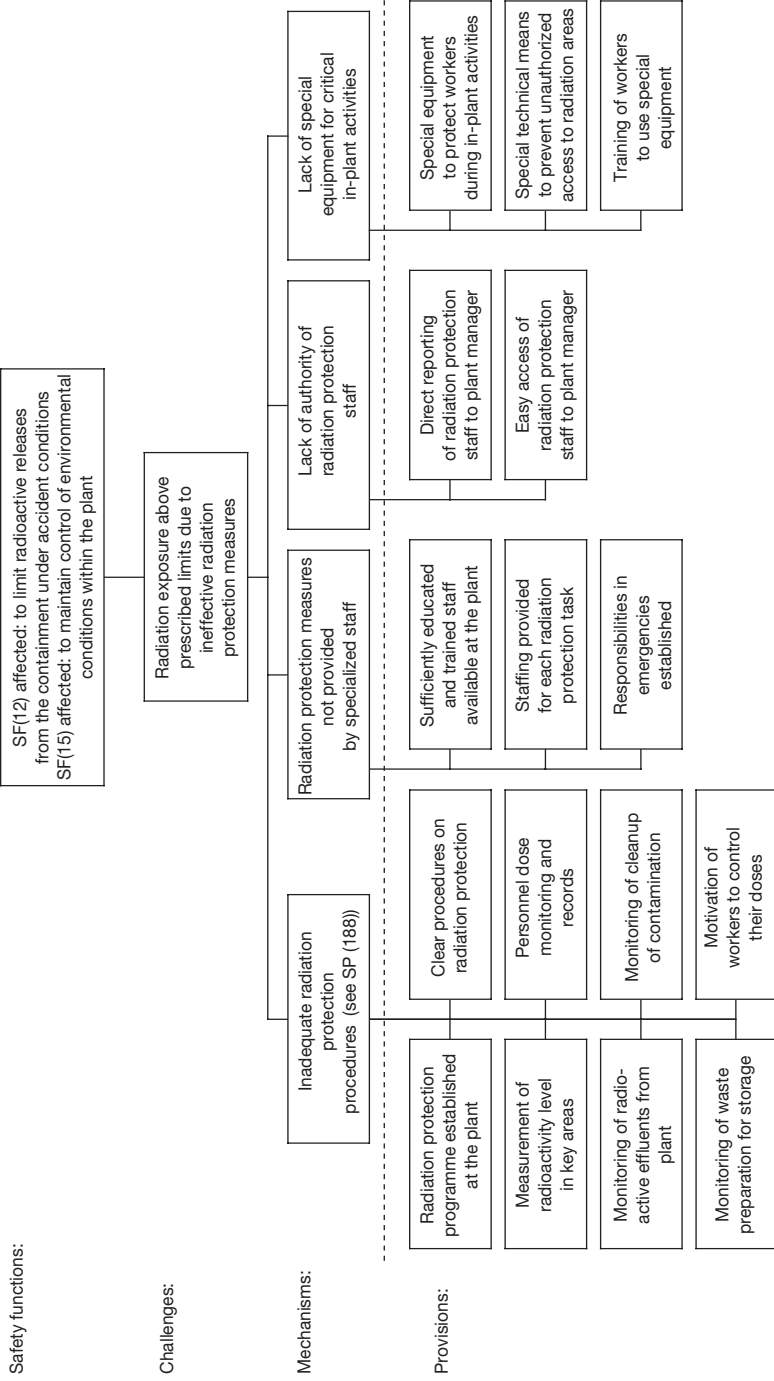 Safety functions:
SF(12) affected: to limit radioactive releases
from the containment under accident conditions
SF(15) affected: to maintain control of environmental
conditions within the plant
Challenges:
Radiation exposure above
prescribed limits due to
ineffective radiation
protection measures
Mechanisms:
Inadequate radiation
protection
procedures (see SP (188))
Radiation protection measures
not provided
by specialized staff
Lack of authority of
radiation protection
staff
Lack of special
equipment for critical
in-plant activities
Provisions:
Radiation protection
programme established
at the plant
Clear procedures on
radiation protection
Measurement of
radioactivity level
in key areas
Personnel dose
monitoring and
records
Monitoring of radio-
active effluents from
plant
Monitoring of cleanup
of contamination
Monitoring of waste
preparation for storage
Motivation of
workers to control
their doses
Sufficiently educated
and trained staff
available at the plant
Staffing provided
for each radiation
protection task
Responsibilities in
emergencies
established
Direct reporting
of radiation protection
staff to plant manager
Easy access of
radiation protection
staff to plant manager
Special equipment
to protect workers
during in-plant activities
Special technical means
to prevent unauthorized
access to radiation areas
Training of workers
to use special
equipment